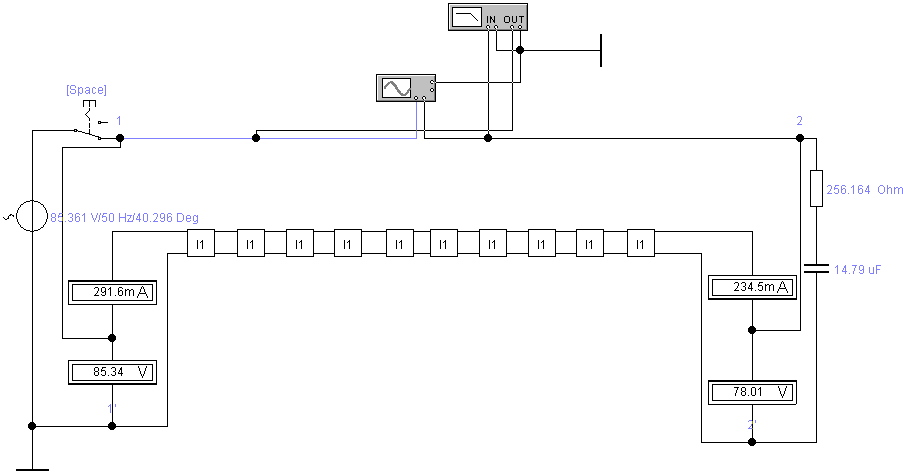 IN OUT
[Space]
1
2
256.164 Ohm
85.361 V/50 Hz/40.296 Deg
I1 I1 I1 I1 I1 I1 I1 I1 I1 I1
14.79 uF
291.6m A
234.5m A
85.34 V
78.01 V
1'
2'